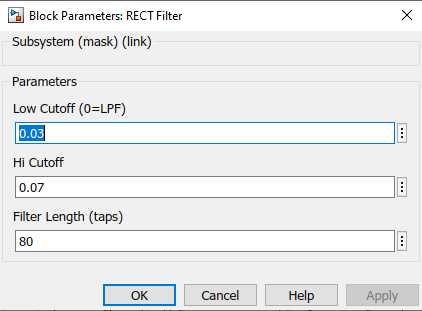 Block Parameters: RECT Filter
Subsystem (mask) (link)
Parameters
Low Cutoff (0=LPF)
0.03
Hi Cutoff
0.07
Filter Length (taps)
80
OK Cancel Help Apply